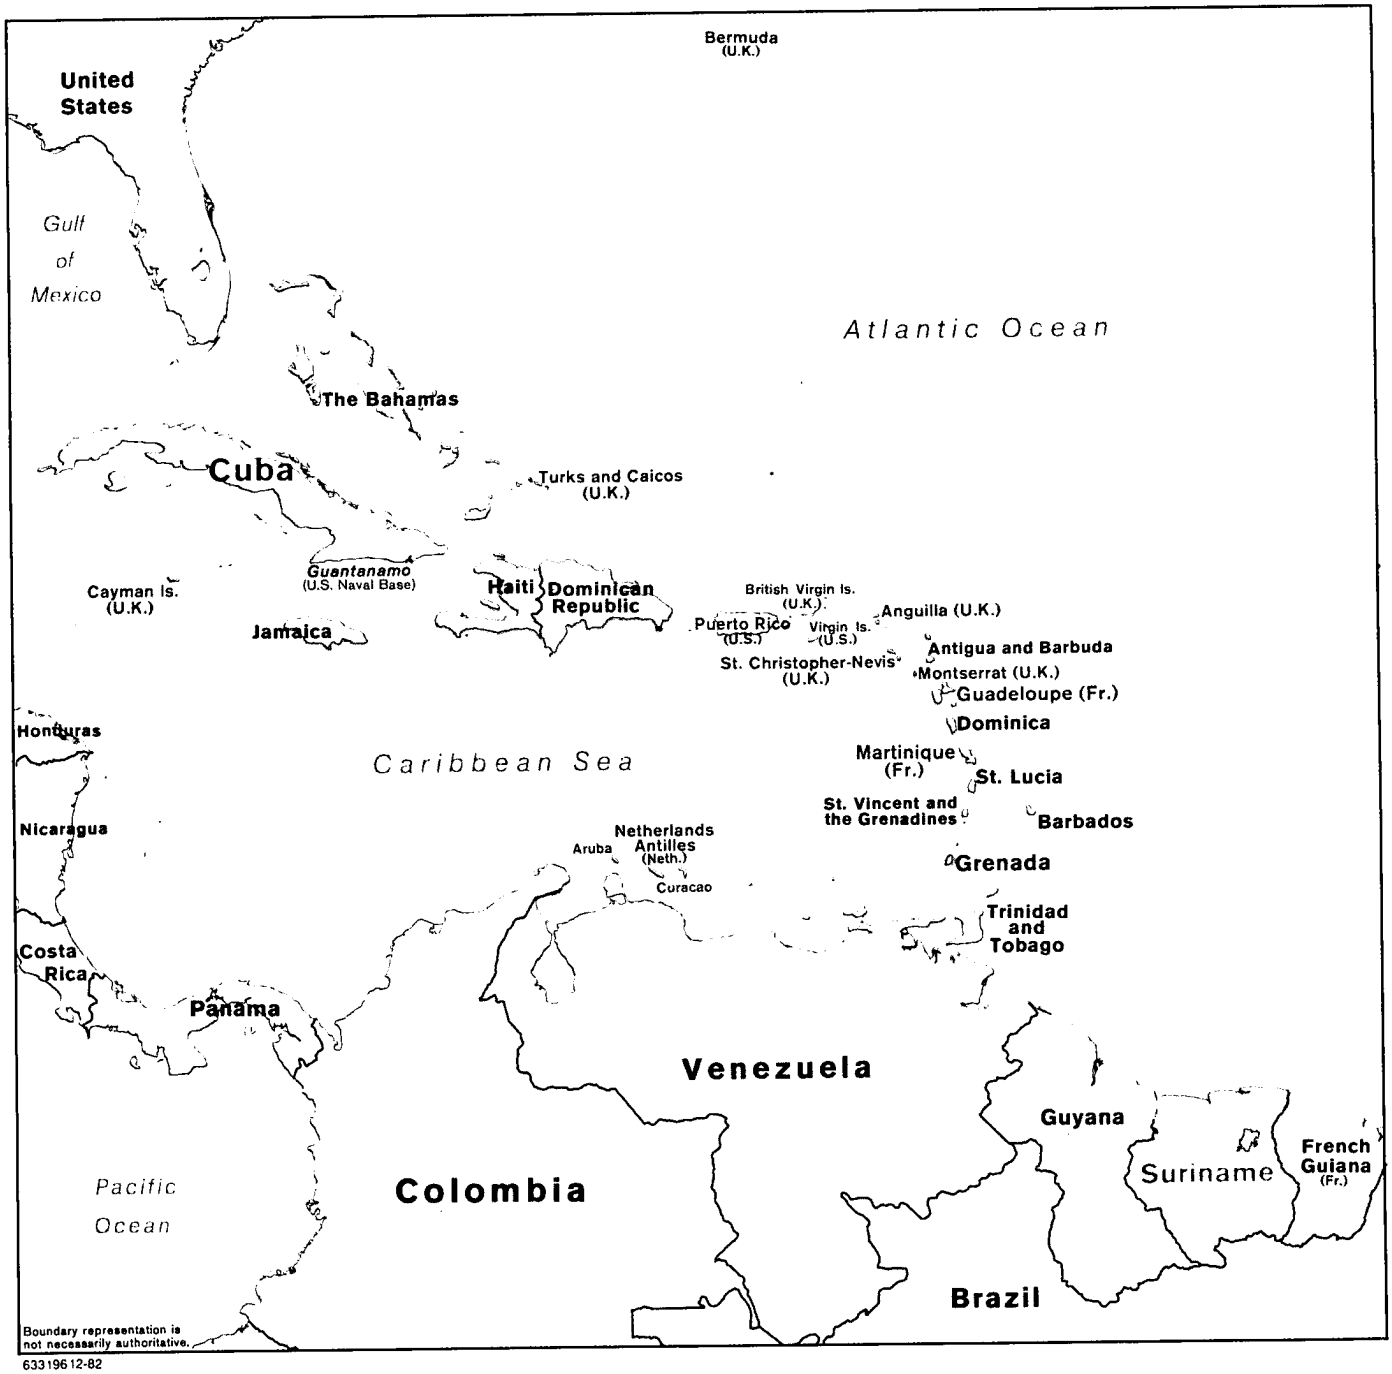 Bermuda
(U.K.)
United
States
Gulf
of
Mexico
Atlantic Ocean
The Bahamas
Cuba
Turks and Caicos
(U.K.)
Guantanamo
(U.S. Naval Base)
Cayman Is.
(U.K.)
Haiti
Dominican
Republic
Jamaica
British Virgin Is.
(U.K.)
Puerto Rico
(U.S.)
Virgin Is.
(U.S.)
Anguilla (U.K.)
St. Christopher-Nevis
(U.K.)
Antigua and Barbuda
Montserrat (U.K.)
Guadeloupe (Fr.)
Dominica
Martinique
(Fr.)
St. Lucia
St. Vincent and
the Grenadines
Barbados
Grenada
Honduras
Caribbean Sea
Nicaragua
Netherlands
Antilles
(Neth.)
Aruba
Curacao
Trinidad
and
Tobago
Costa
Rica
Panama
Venezuela
Guyana
Suriname
French
Guiana
(Fr.)
Colombia
Pacific
Ocean
Brazil
Boundary representation is
not necessarily authoritative.
633196 12-82